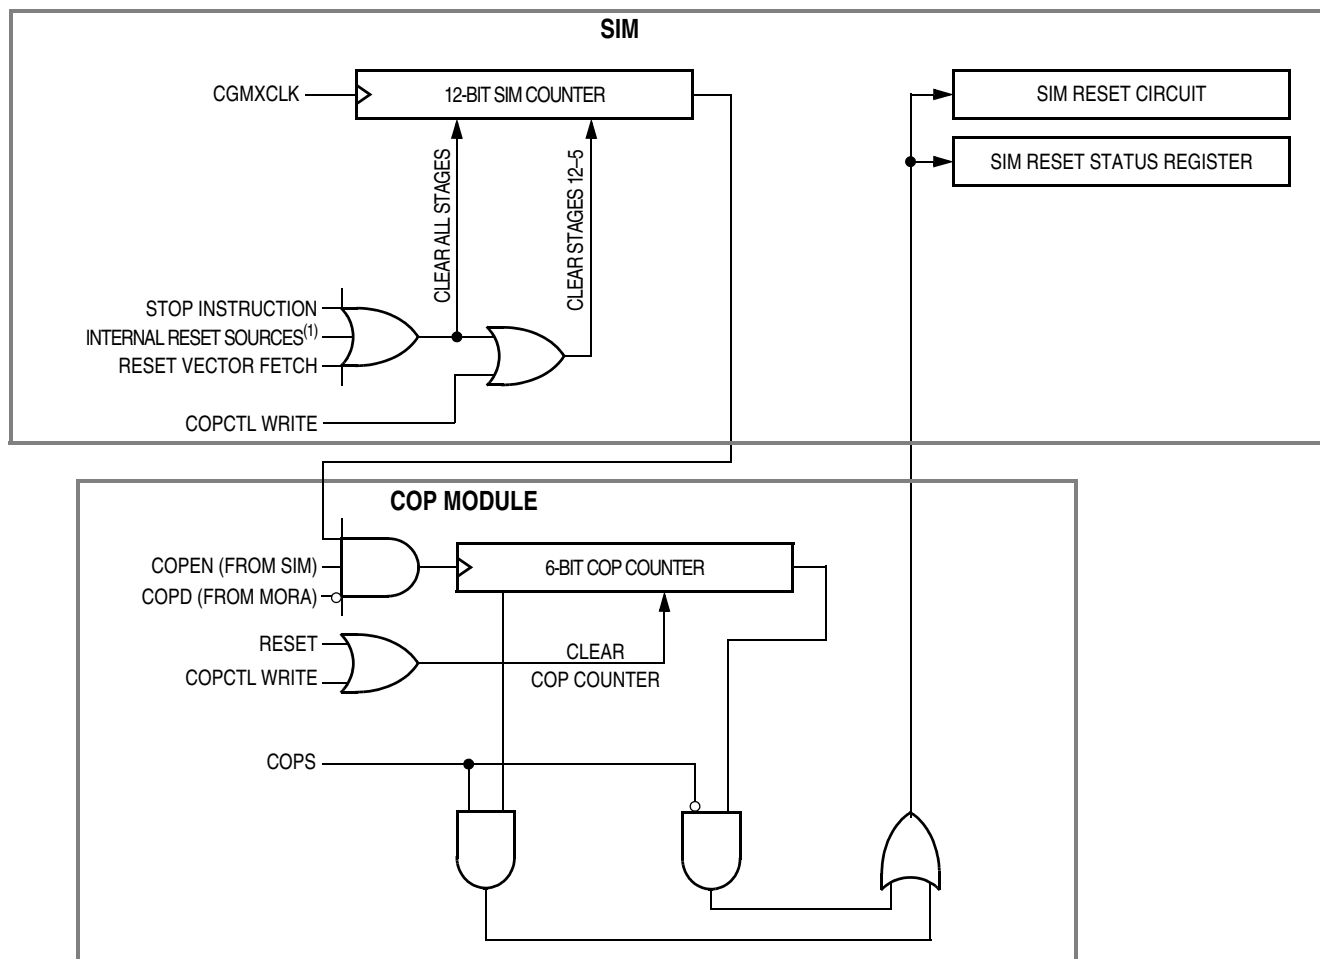 SIM
CGMXCLK
12-BIT SIM COUNTER
SIM RESET CIRCUIT
SIM RESET STATUS REGISTER
CLEAR ALL STAGES
CLEAR STAGES 12–5
STOP INSTRUCTION
INTERNAL RESET SOURCES(1)
RESET VECTOR FETCH
COPCTL WRITE
COP MODULE
COPEN (FROM SIM)
COPD (FROM MORA)
6-BIT COP COUNTER
RESET
COPCTL WRITE
CLEAR
COP COUNTER
COPS